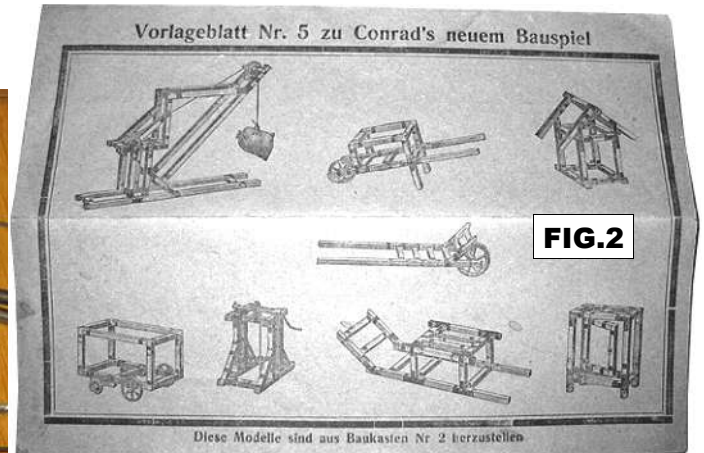 Vorlageblatt Nr. 5 zu Conrad's neuem Bauspiel
FIG.2
Diese Modelle sind aus Baukasten Nr 2 herzustellen